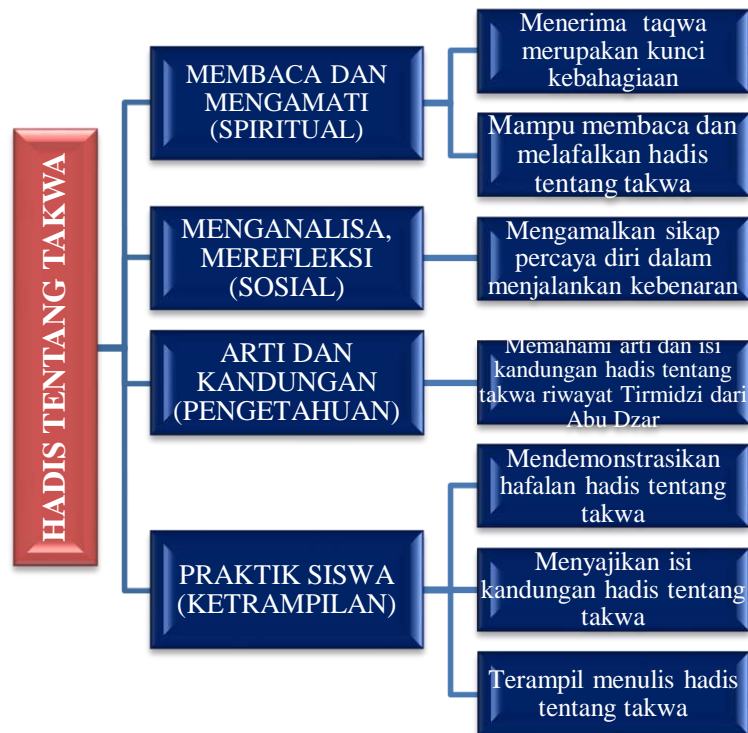 HADIS TENTANG TAKWA
MEMBACA DAN
MENGAMATI
(SPIRITUAL)
Menerima taqwa
merupakan kunci
kebahagiaan
Mampu membaca dan
melafalkan hadis
tentang takwa
MENGANALISA,
MEREFLEKSI
(SOSIAL)
Mengamalkan sikap
percaya diri dalam
menjalankan kebenaran
ARTI DAN
KANDUNGAN
(PENGETAHUAN)
Memahami arti dan isi
kandungan hadis tentang
takwa riwayat Tirmidzi dari
Abu Dzar
PRAKTIK SISWA
(KETRAMPILAN)
Mendemonstrasikan
hafalan hadis tentang
takwa
Menyajikan isi
kandungan hadis tentang
takwa
Terampil menulis hadis
tentang takwa